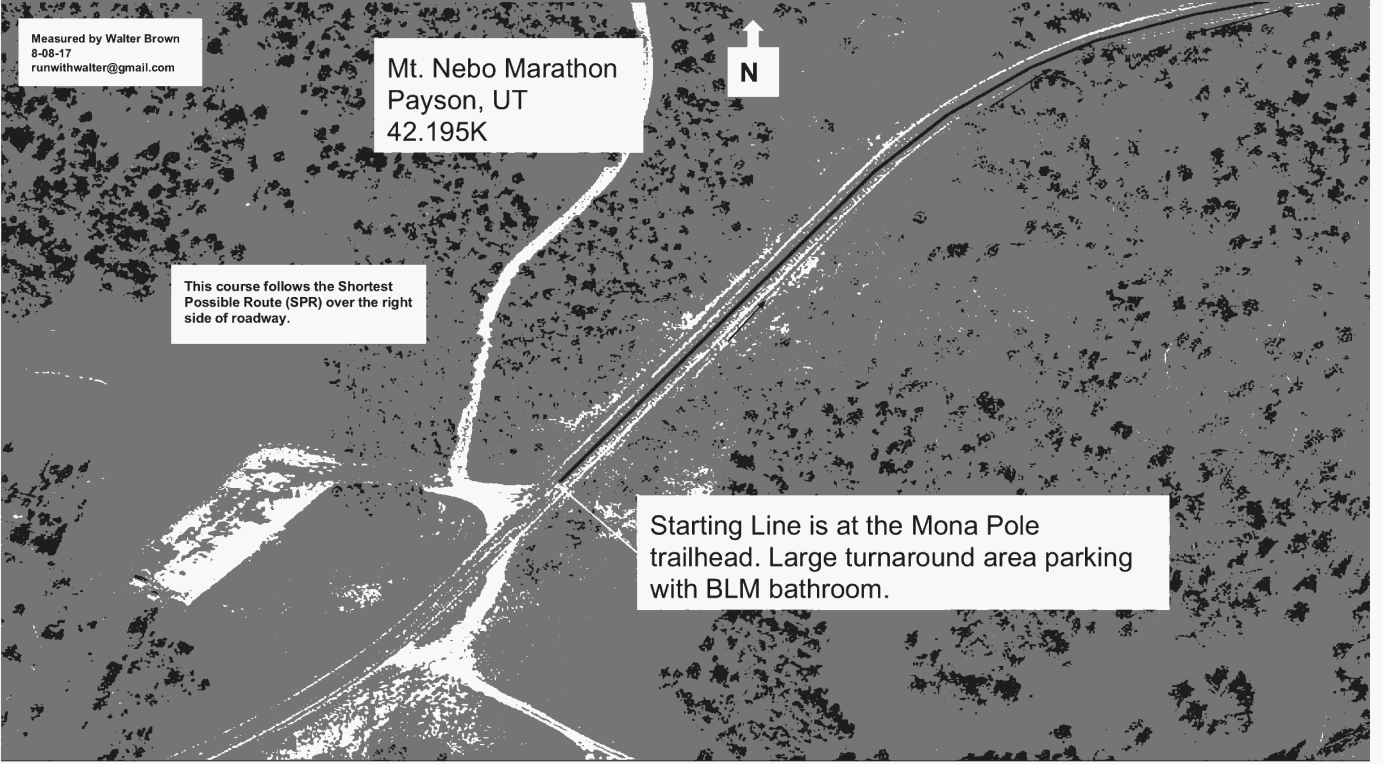 Measured by Walter Brown
8-08-17
runwithwalter@gmail.com
Mt. Nebo Marathon
Payson, UT
42.195K
N
This course follows the Shortest
Possible Route (SPR) over the right
side of roadway.
Starting Line is at the Mona Pole
trailhead. Large turnaround area parking
with BLM bathroom.